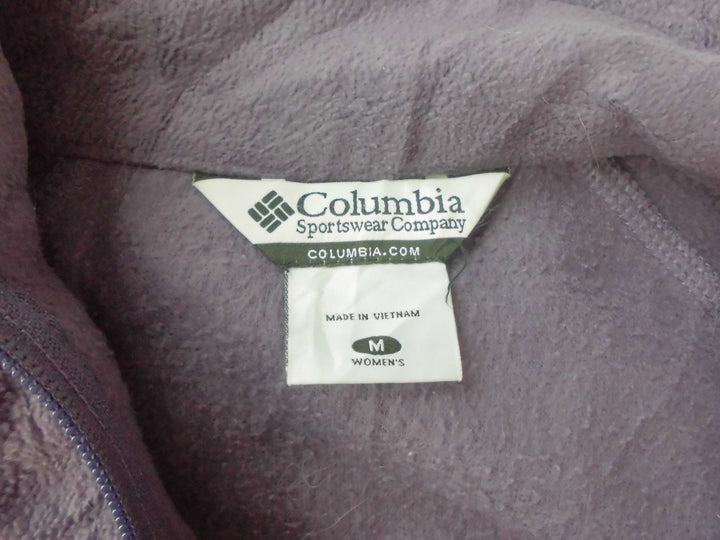 Columbia
Sportswear Company
COLUMBIA.COM
MADE IN VIETNAM
M
WOMEN'S